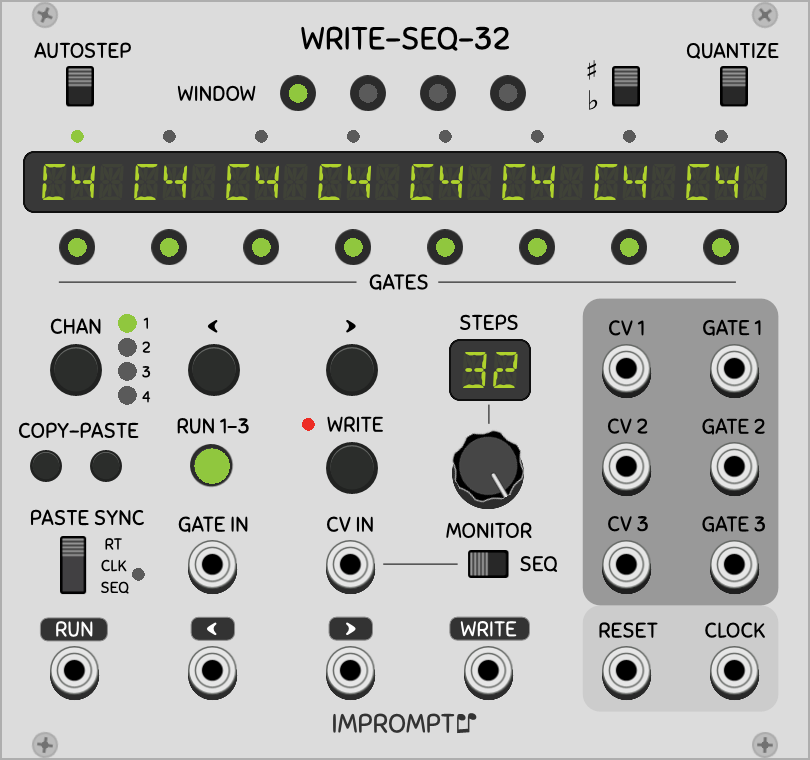 WRITE-SEQ-32
AUTOSTEP
QUANTIZE
WINDOW
♯
♭
C4 C4 C4 C4 C4 C4 C4 C4
GATES
CHAN
1
2
3
4
<
>
STEPS
32
COPY-PASTE
RUN 1-3
WRITE
PASTE SYNC
RT
CLK
SEQ
GATE IN
CV IN
MONITOR
SEQ
CV 1 GATE 1
CV 2 GATE 2
CV 3 GATE 3
RUN
<
>
WRITE
RESET CLOCK
IMPROMPTU